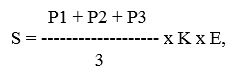 P1 + P2 + P3
S = -------------------- x K x E,
3